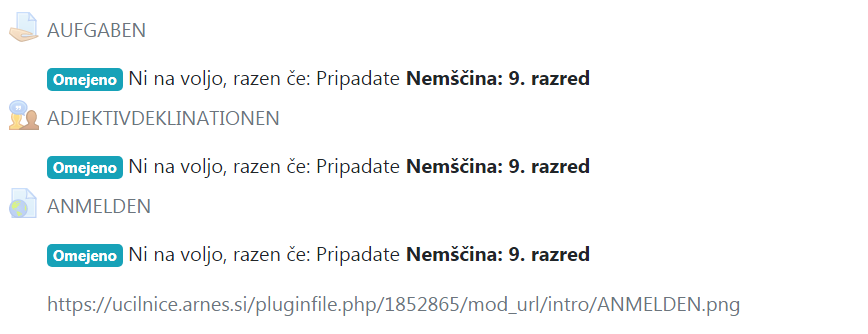 AUFGABEN
Omejeno Ni na voljo, razen če: Pripadate Nemščina: 9. razred
ADJEKTIVDEKLINATIONEN
Omejeno Ni na voljo, razen če: Pripadate Nemščina: 9. razred
ANMELDEN
Omejeno Ni na voljo, razen če: Pripadate Nemščina: 9. razred
https://ucilnice.arnes.si/pluginfile.php/1852865/mod_url/intro/ANMELDEN.png